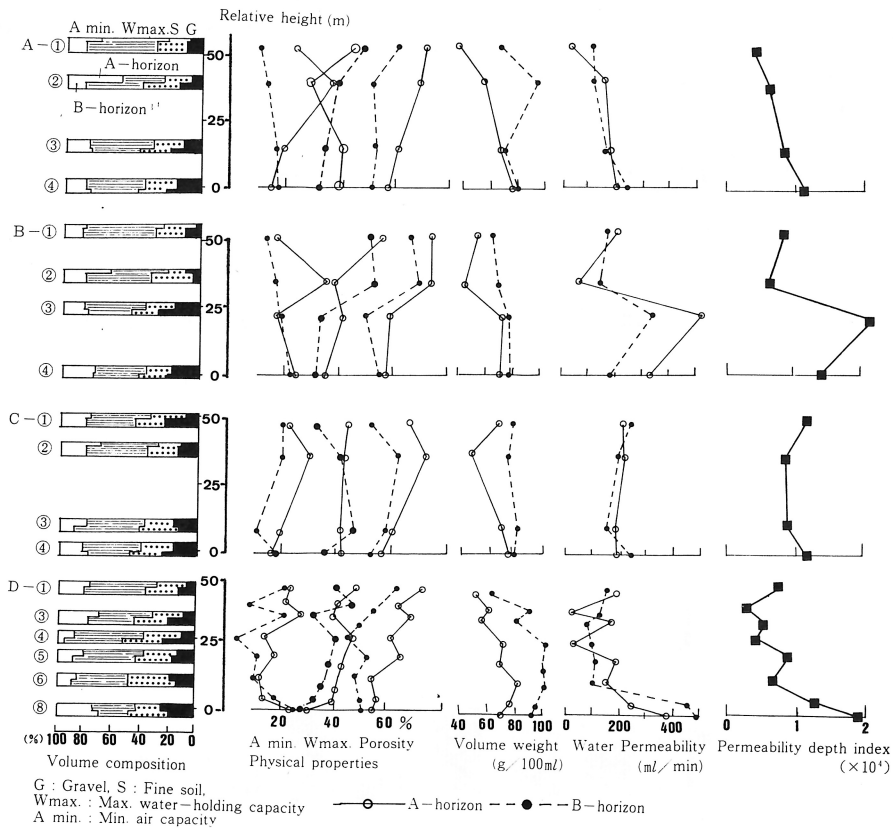 Relative height (m)
A min. Wmax. S G
A-①
A-horizon
②
B-horizon
③
④
50
25
0
B-①
②
③
④
50
25
0
C-①
②
③
④
50
25
0
D-①
③
④
⑤
⑥
⑧
50
25
0
(%) 100 80 60 40 20 0
Volume composition
20 40 60 %
A min. Wmax. Porosity
Physical properties
40 60 80 100
Volume weight
(g/100ml)
0 200 400
Water Permeability
(ml/min)
0 1 2
Permeability depth index
(×10⁴)
G : Gravel, S : Fine soil,
Wmax. : Max. water-holding capacity
A min. : Min. air capacity
A-horizon B-horizon